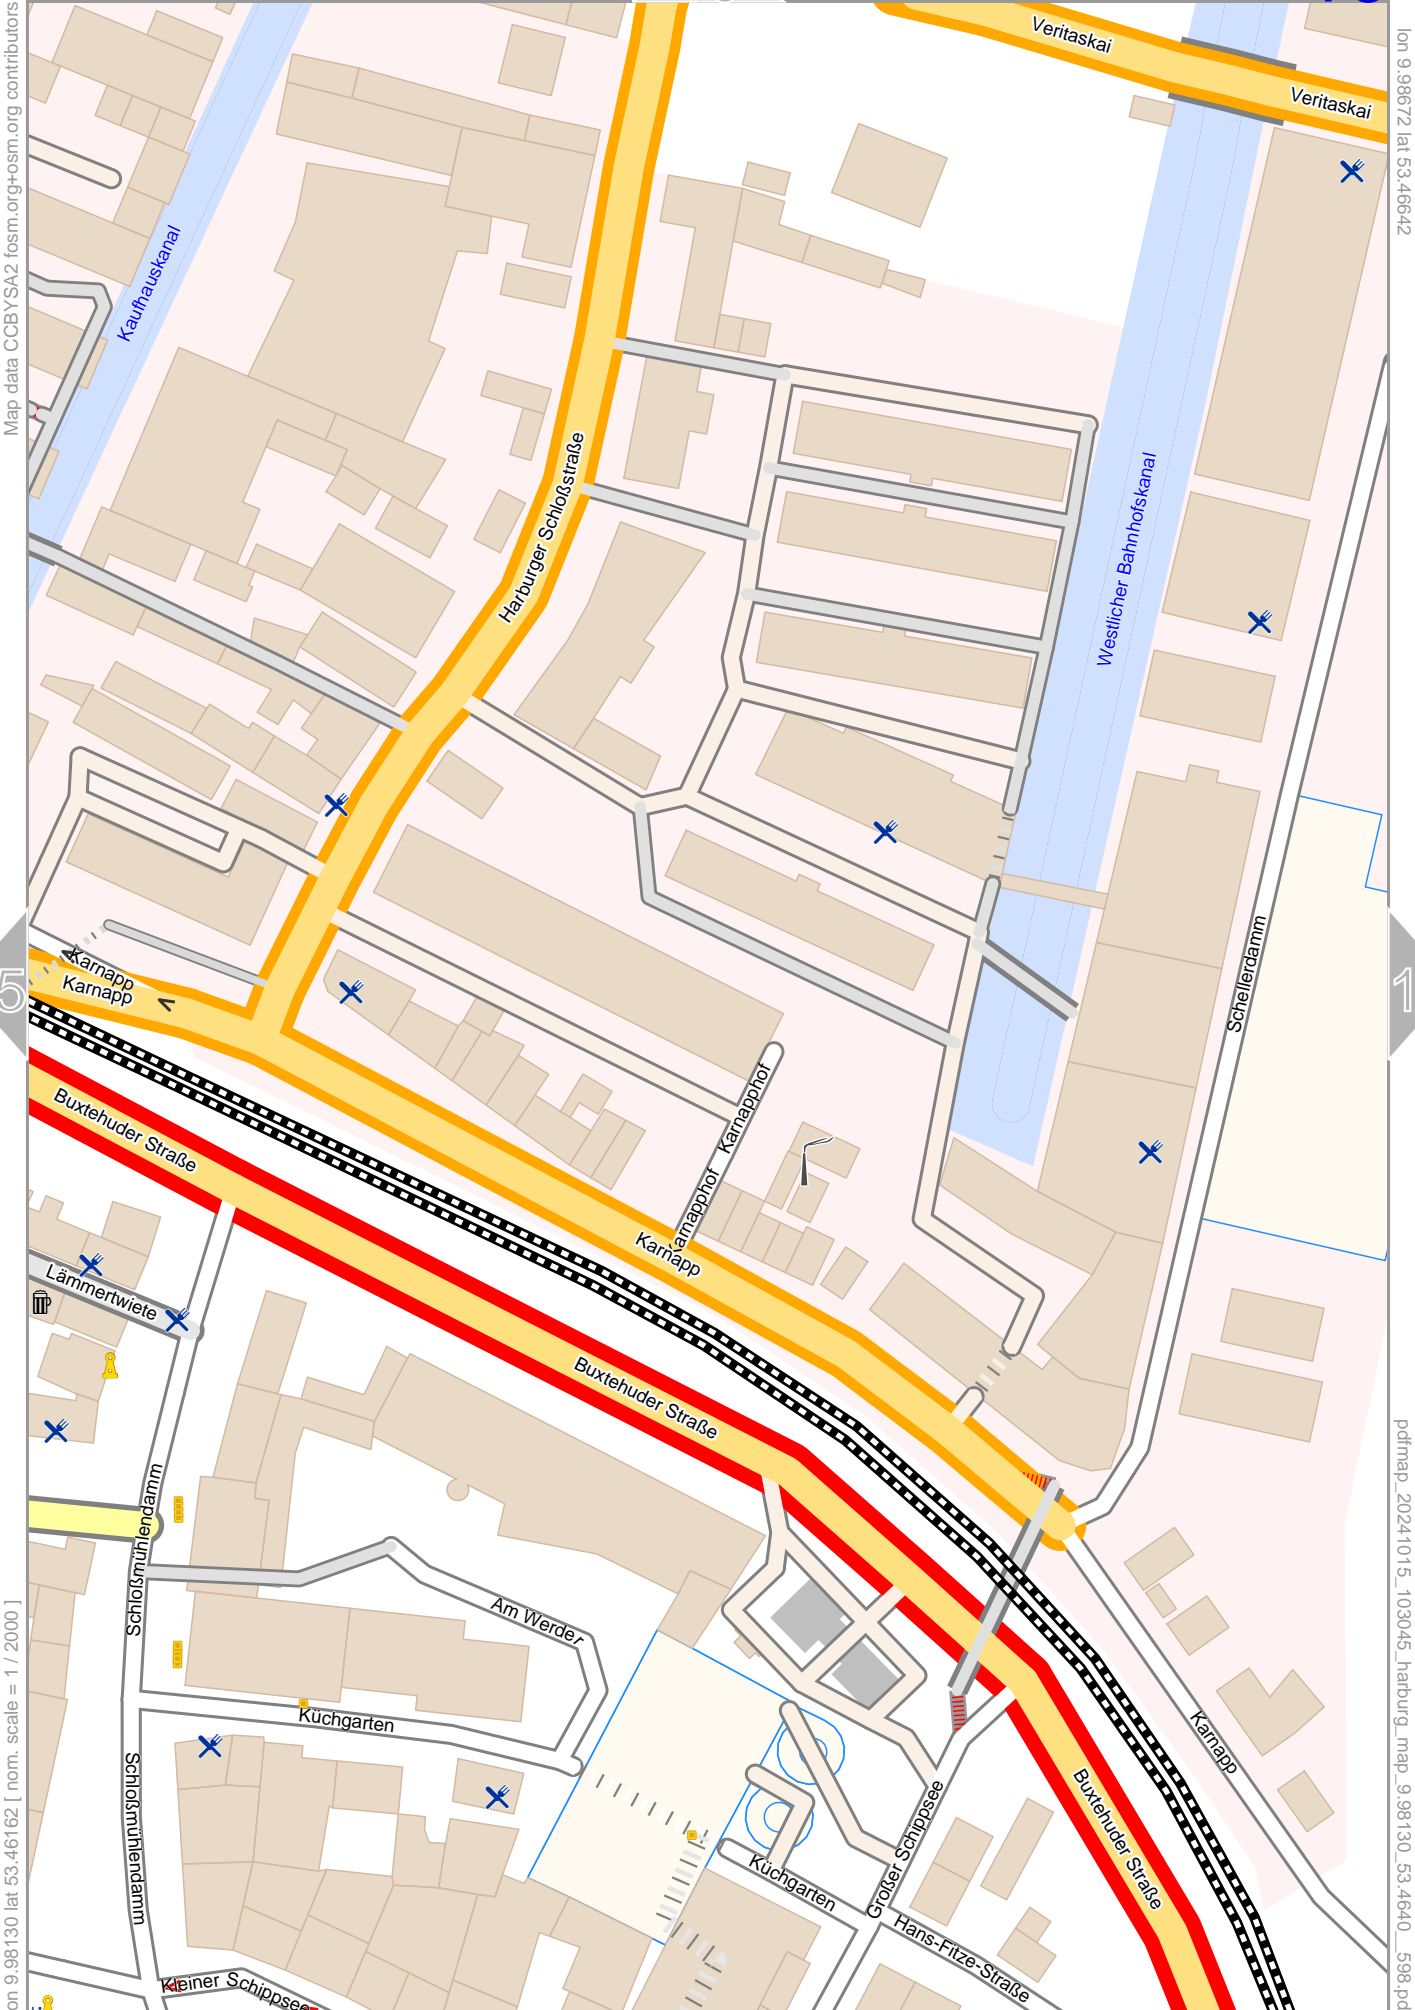 Veritaskai
Veritaskai
Kaufhauskanal
Harburger Schloßstraße
Westlicher Bahnhofskanal
Schellerdamm
Karnapp
Karnapp
Buxtehuder Straße
Karnapphof
Karnapphof
Karnapp
Lämmertwiete
Buxtehuder Straße
Schloßmühlendamm
Am Werder
Küchgarten
Schloßmühlendamm
Karnapp
Buxtehuder Straße
Großer Schippsee
Küchgarten
Hans-Fitze-Straße
Kleiner Schippsee
5
1
Map data CCBYSA2 fosm.org+osm.org contributors
on 9.98130 lat 53.46162 [ nom. scale = 1 / 2000 ]
lon 9.98672 lat 53.46642
pdfmap_20241015_103045_harburg_map_9.98130_53.4640__598.pd